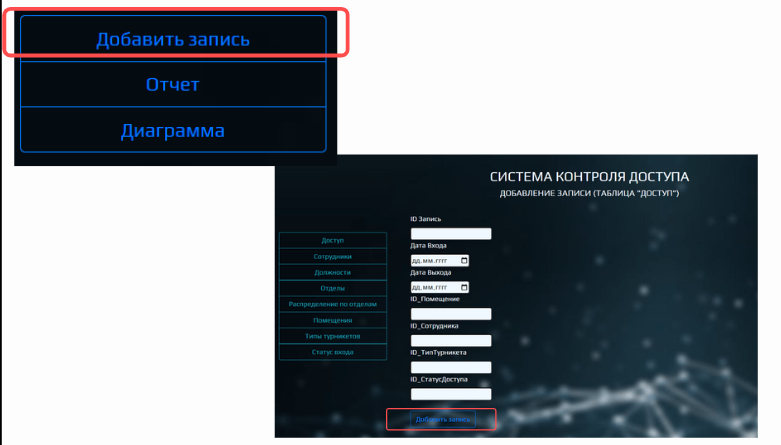 Добавить запись
Отчет
Диаграмма
СИСТЕМА КОНТРОЛЯ ДОСТУПА
ДОБАВЛЕНИЕ ЗАПИСИ (ТАБЛИЦА "ДОСТУП")
Доступ
Сотрудники
Должности
Отделы
Распределение по отделам
Помещения
Типы турникетов
Статус входа
ID Запись
Дата Входа
дд.мм.гггг
Дата Выхода
дд.мм.гггг
ID_Помещение
ID_Сотрудника
ID_ТипТурникета
ID_СтатусДоступа
Добавить запись